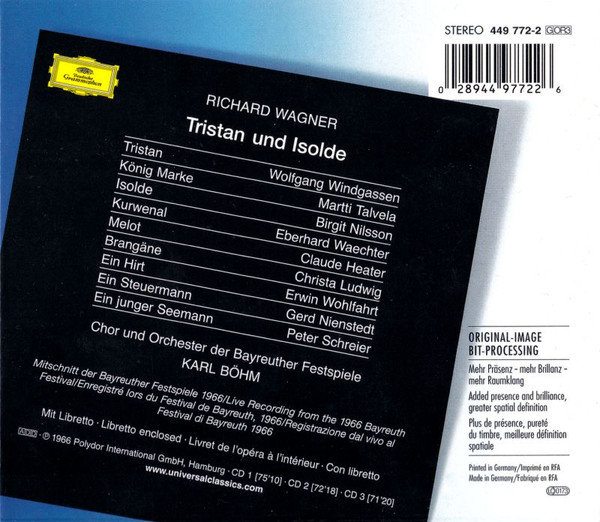 STEREO 449 772-2 GOR3
0 28944 97722 6
Deutsche
Grammophon
RICHARD WAGNER
Tristan und Isolde
Tristan Wolfgang Windgassen
König Marke Martti Talvela
Isolde Birgit Nilsson
Kurwenal Eberhard Waechter
Melot Claude Heater
Brangäne Christa Ludwig
Ein Hirt Erwin Wohlfahrt
Ein Steuermann Gerd Nienstedt
Ein junger Seemann Peter Schreier
Chor und Orchester der Bayreuther Festspiele
KARL BÖHM
Mitschnitt der Bayreuther Festspiele 1966/Live Recording from the 1966 Bayreuth
Festival/Enregistré lors du Festival de Bayreuth, 1966/Registrazione dal vivo al
Festival di Bayreuth 1966
Mit Libretto · Libretto enclosed · Livret de l'opéra à l'intérieur · Con libretto
ADD · ℗ 1966 Polydor International GmbH, Hamburg · CD 1 [75'10] · CD 2 [72'18] · CD 3 [71'20]
www.universalclassics.com
ORIGINAL-IMAGE
BIT-PROCESSING
Mehr Präsenz – mehr Brillanz –
mehr Raumklang
Added presence and brilliance,
greater spatial definition
Plus de présence, pureté
du timbre, meilleure définition
spatiale
Printed in Germany/Imprimé en RFA
Made in Germany/Fabriqué en RFA
LC 0173